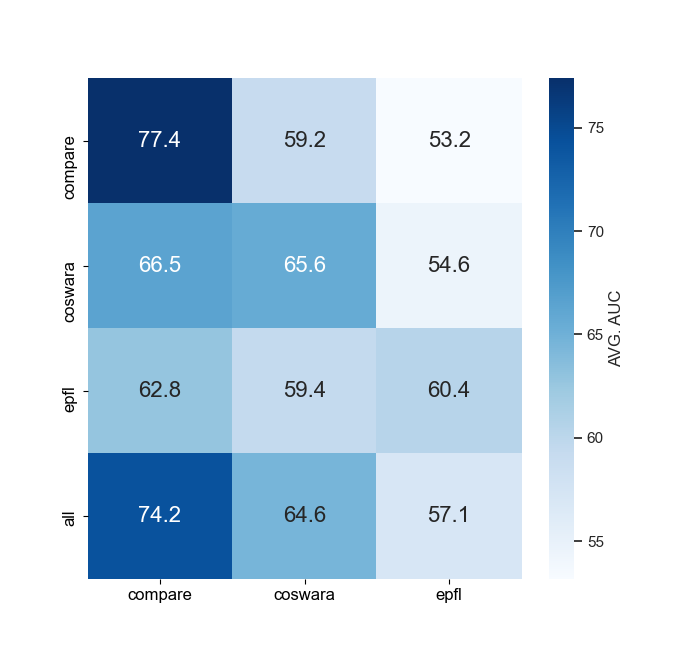 compare 77.4 59.2 53.2
coswara 66.5 65.6 54.6
epfl 62.8 59.4 60.4
all 74.2 64.6 57.1
compare coswara epfl
75
70
65
60
55
AVG. AUC